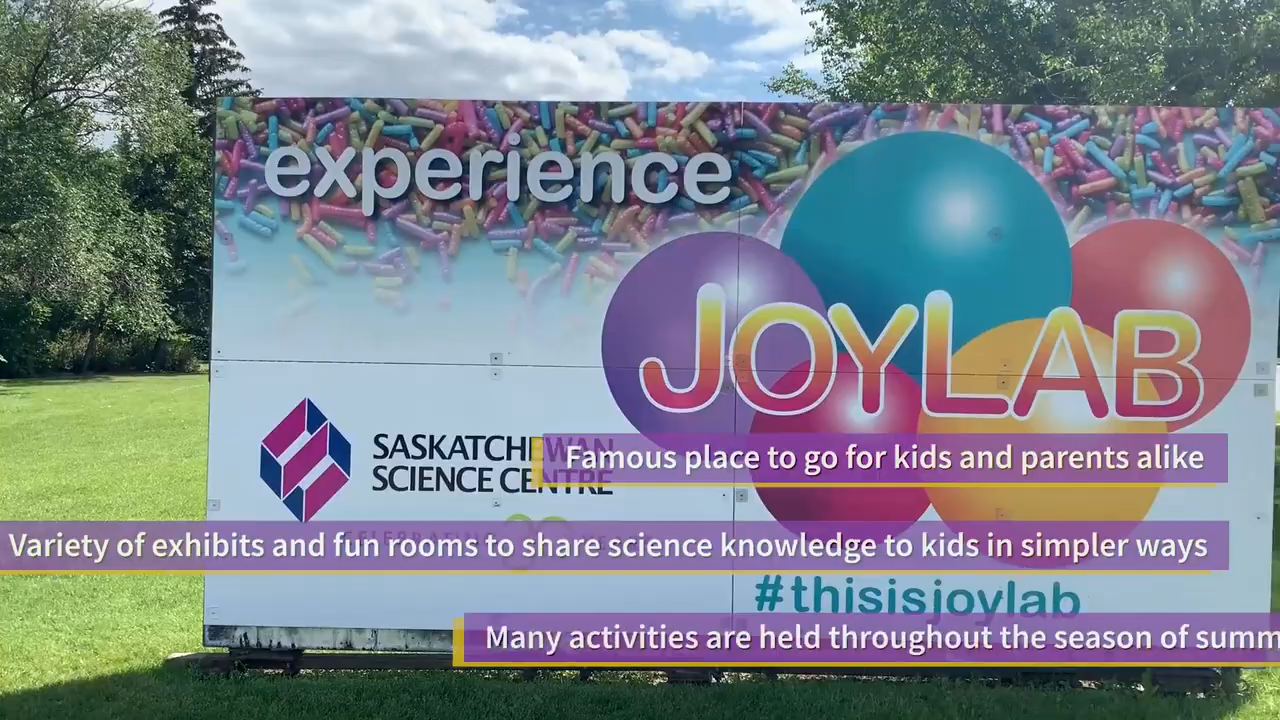 experience
JOYLAB
SASKATCHEWAN
SCIENCE CENTRE
Famous place to go for kids and parents alike
Variety of exhibits and fun rooms to share science knowledge to kids in simpler ways
#thisisjoylab
Many activities are held throughout the season of summ